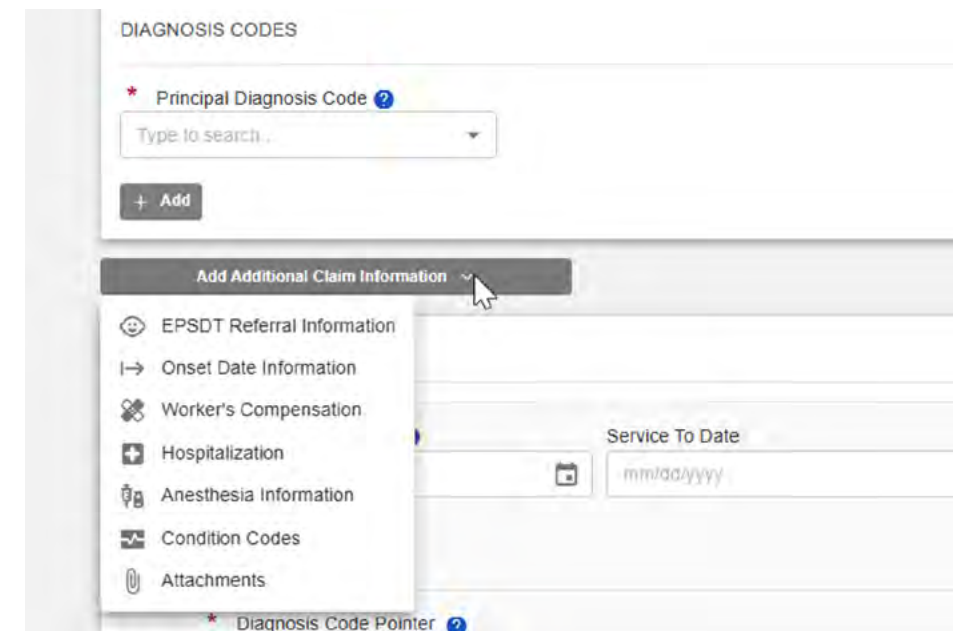 DIAGNOSIS CODES
* Principal Diagnosis Code ?
Type to search..
+ Add
Add Additional Claim Information
EPSDT Referral Information
Onset Date Information
Worker's Compensation
Hospitalization
Anesthesia Information
Condition Codes
Attachments
Service To Date
mm/dd/yyyy
* Diagnosis Code Pointer ?